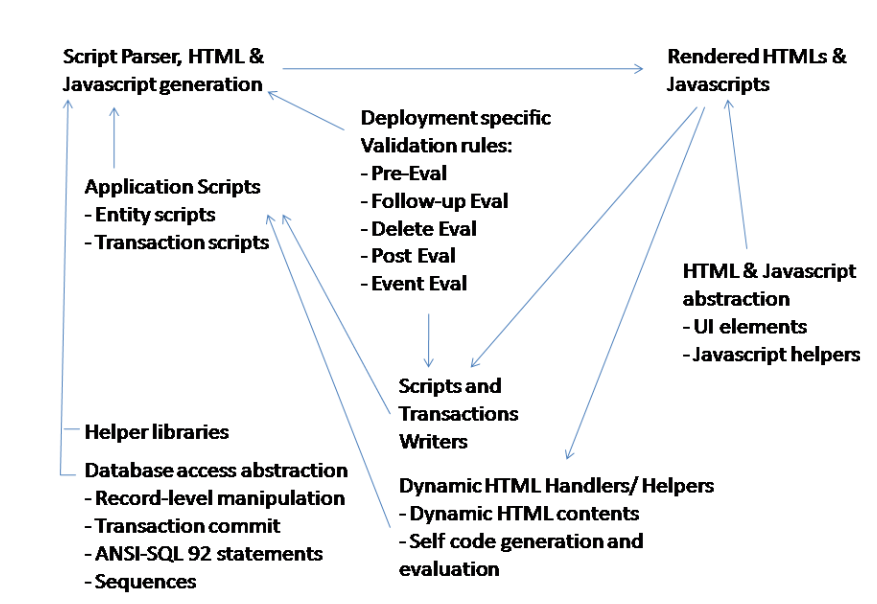 Script Parser, HTML &
Javascript generation
Rendered HTMLs &
Javascripts
Deployment specific
Validation rules:
- Pre-Eval
- Follow-up Eval
- Delete Eval
- Post Eval
- Event Eval
Application Scripts
- Entity scripts
- Transaction scripts
HTML & Javascript
abstraction
- UI elements
- Javascript helpers
Scripts and
Transactions
Writers
Helper libraries
Database access abstraction
- Record-level manipulation
- Transaction commit
- ANSI-SQL 92 statements
- Sequences
Dynamic HTML Handlers/ Helpers
- Dynamic HTML contents
- Self code generation and
evaluation